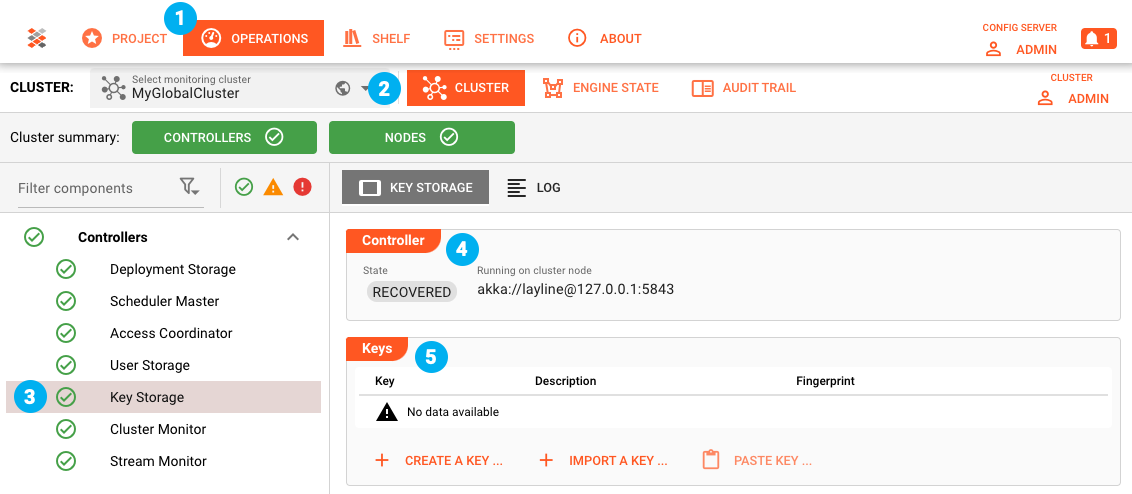 1
PROJECT OPERATIONS SHELF SETTINGS ABOUT
CONFIG SERVER
ADMIN
1
CLUSTER:
Select monitoring cluster
MyGlobalCluster
2
CLUSTER ENGINE STATE AUDIT TRAIL
CLUSTER
ADMIN
Cluster summary: CONTROLLERS NODES
Filter components
KEY STORAGE LOG
Controllers
Deployment Storage
Scheduler Master
Access Coordinator
User Storage
3 Key Storage
Cluster Monitor
Stream Monitor
Controller 4
State Running on cluster node
RECOVERED akka://layline@127.0.0.1:5843
Keys 5
Key Description Fingerprint
No data available
+ CREATE A KEY ... + IMPORT A KEY ... PASTE KEY ...